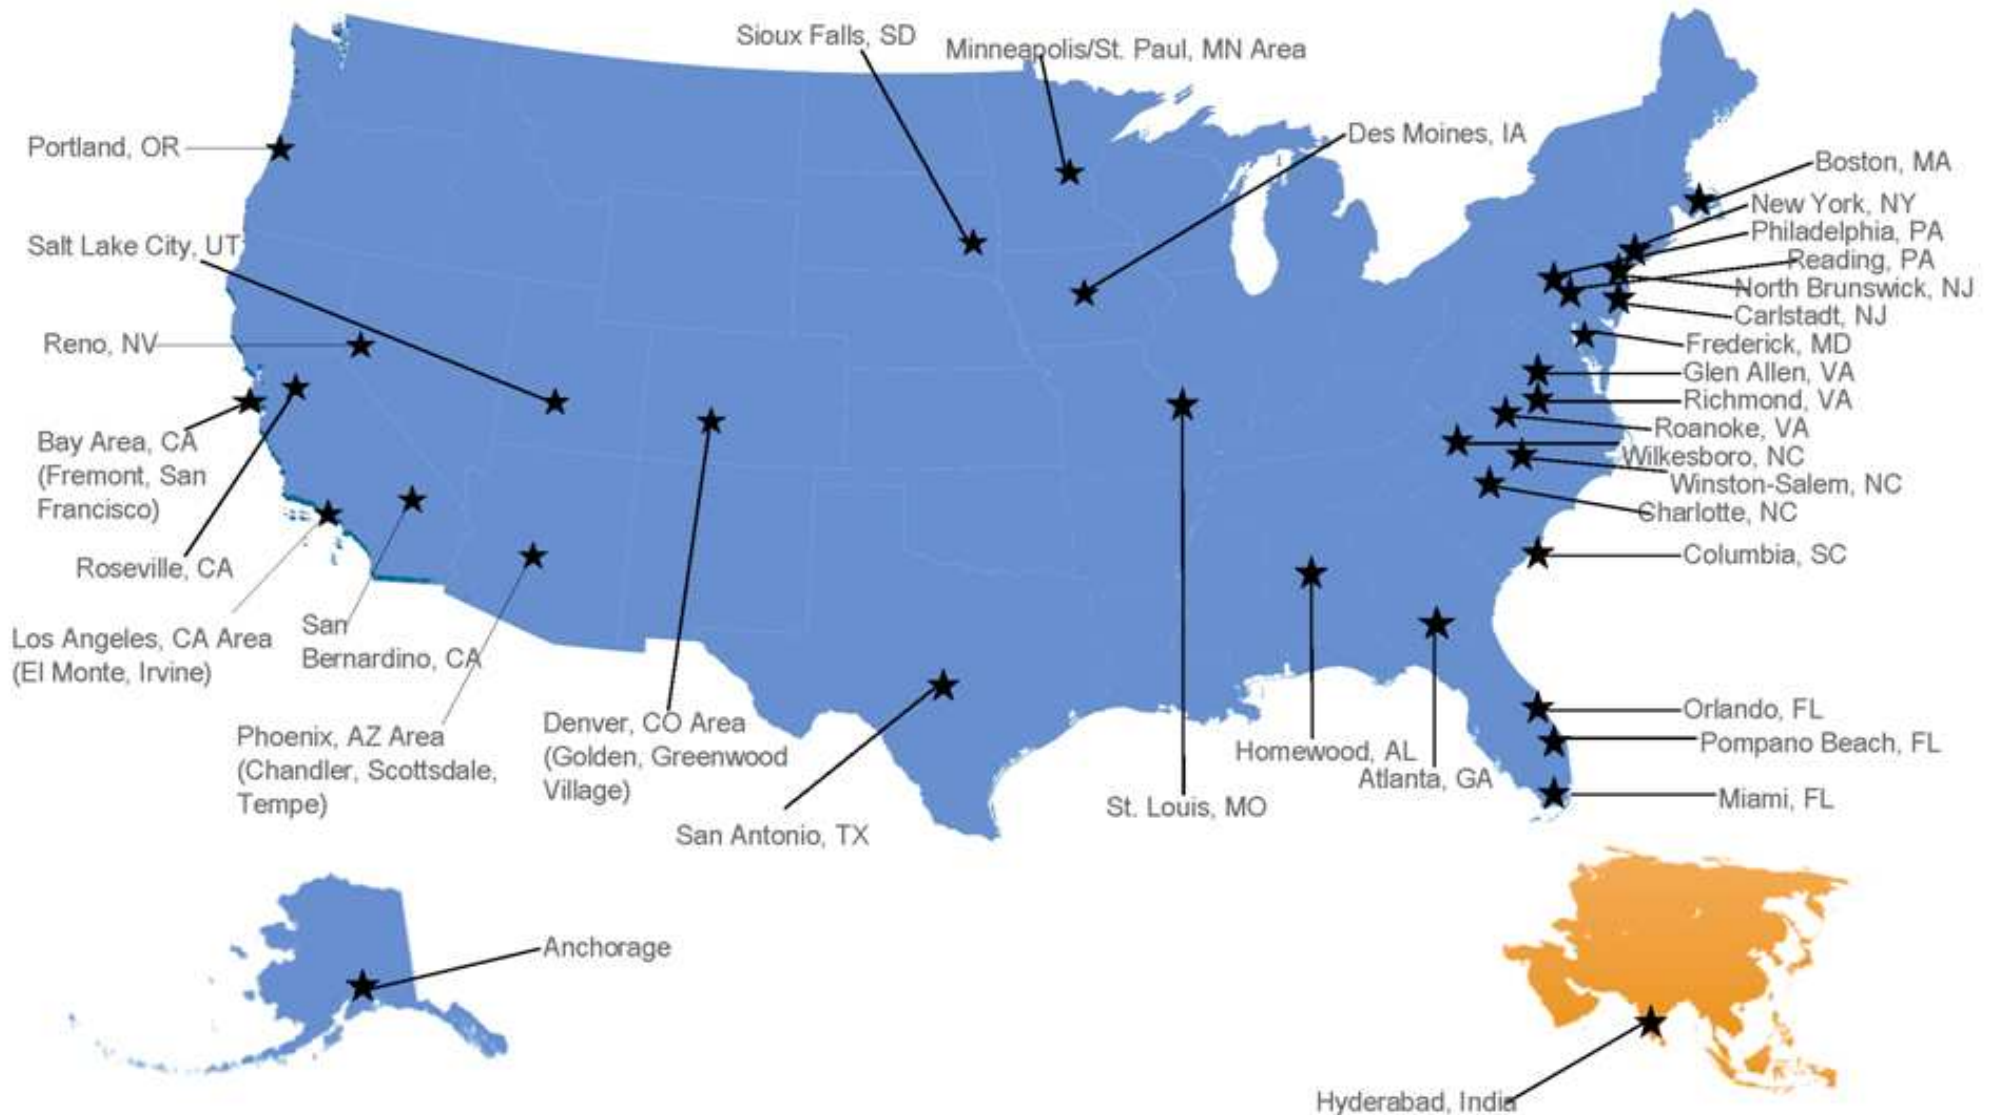 Sioux Falls, SD
Minneapolis/St. Paul, MN Area
Des Moines, IA
Portland, OR
Boston, MA
New York, NY
Philadelphia, PA
Salt Lake City, UT
Reading, PA
North Brunswick, NJ
Carlstadt, NJ
Reno, NV
Frederick, MD
Glen Allen, VA
Richmond, VA
Roanoke, VA
Bay Area, CA
(Fremont, San
Francisco)
Wilkesboro, NC
Winston-Salem, NC
Charlotte, NC
Columbia, SC
Roseville, CA
Los Angeles, CA Area
(El Monte, Irvine)
San
Bernardino, CA
Phoenix, AZ Area
(Chandler, Scottsdale,
Tempe)
Denver, CO Area
(Golden, Greenwood
Village)
San Antonio, TX
St. Louis, MO
Homewood, AL
Atlanta, GA
Orlando, FL
Pompano Beach, FL
Miami, FL
Anchorage
Hyderabad, India